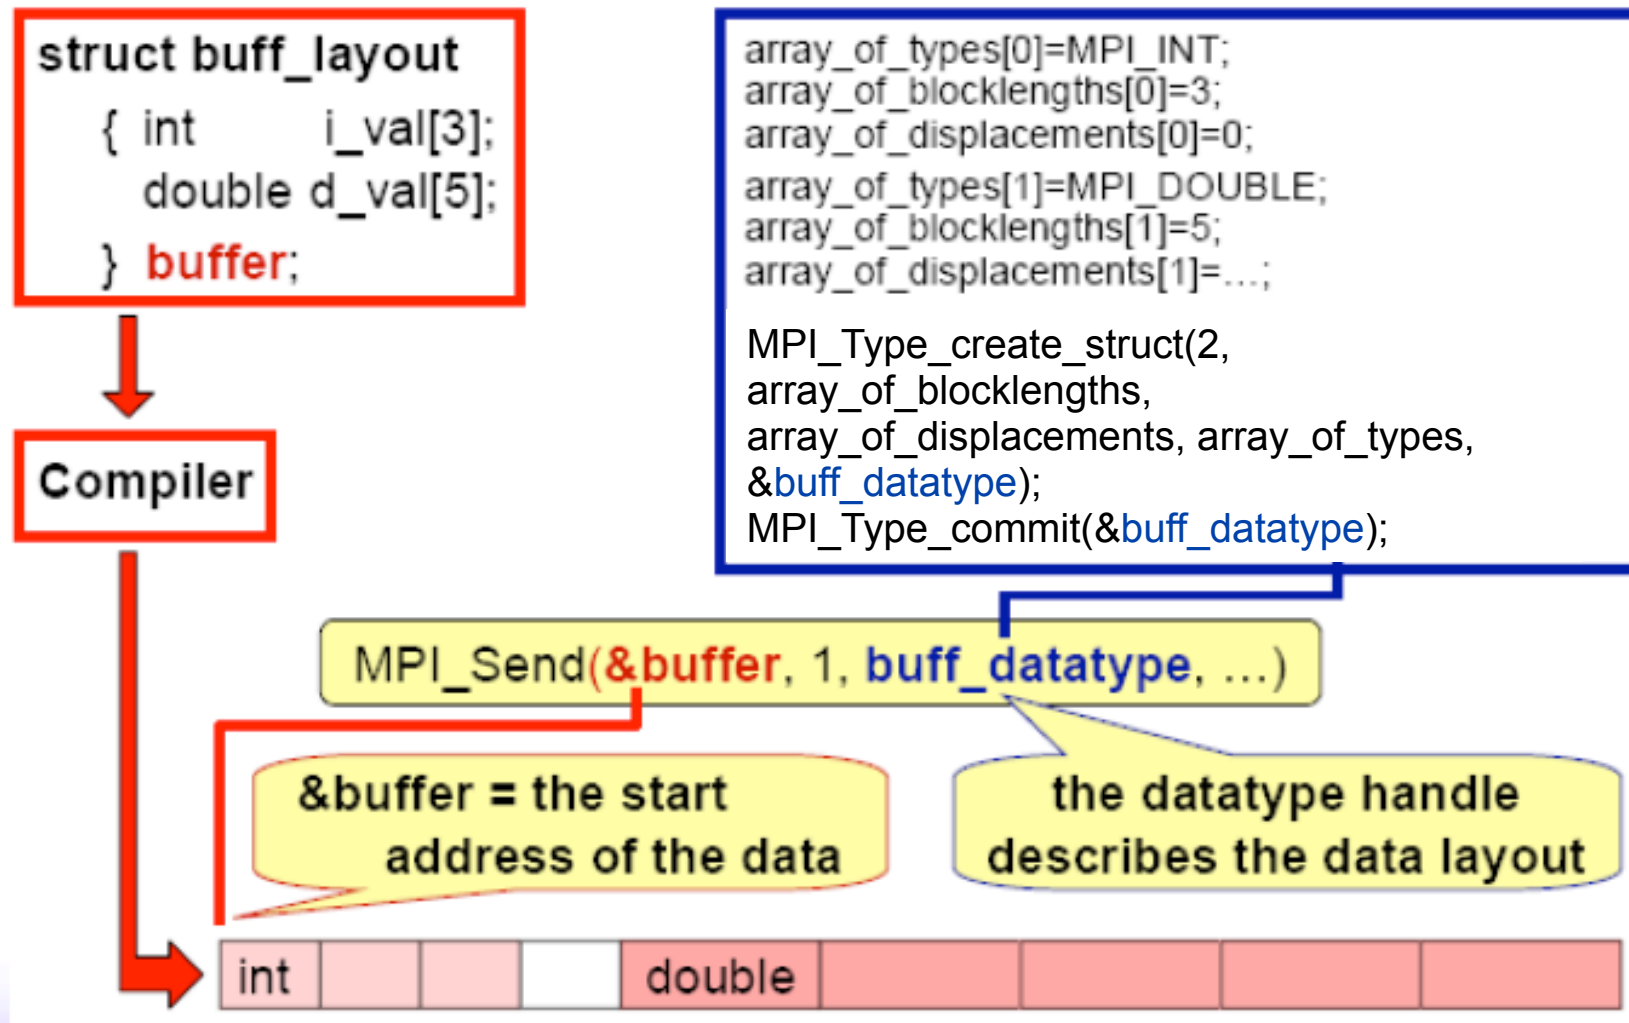 struct buff_layout
{ int i_val[3];
double d_val[5];
} buffer;
Compiler
array_of_types[0]=MPI_INT;
array_of_blocklengths[0]=3;
array_of_displacements[0]=0;
array_of_types[1]=MPI_DOUBLE;
array_of_blocklengths[1]=5;
array_of_displacements[1]=...;
MPI_Type_create_struct(2,
array_of_blocklengths,
array_of_displacements, array_of_types,
&buff_datatype);
MPI_Type_commit(&buff_datatype);
MPI_Send(&buffer, 1, buff_datatype, ...)
&buffer = the start
address of the data
the datatype handle
describes the data layout
int double